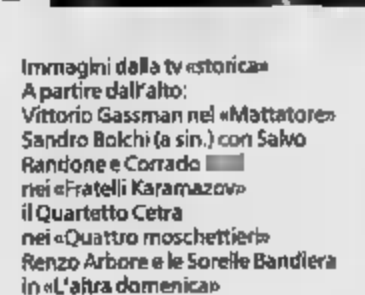 Immagini dalla tv «storica»
A partire dall'alto:
Vittorio Gassman nel «Mattatore»
Sandro Bolchi (a sin.) con Salvo
Randone e Corrado
nei «Fratelli Karamazov»
il Quartetto Cetra
nei «Quattro moschettieri»
Renzo Arbore e le Sorelle Bandiera
in «L'altra domenica»